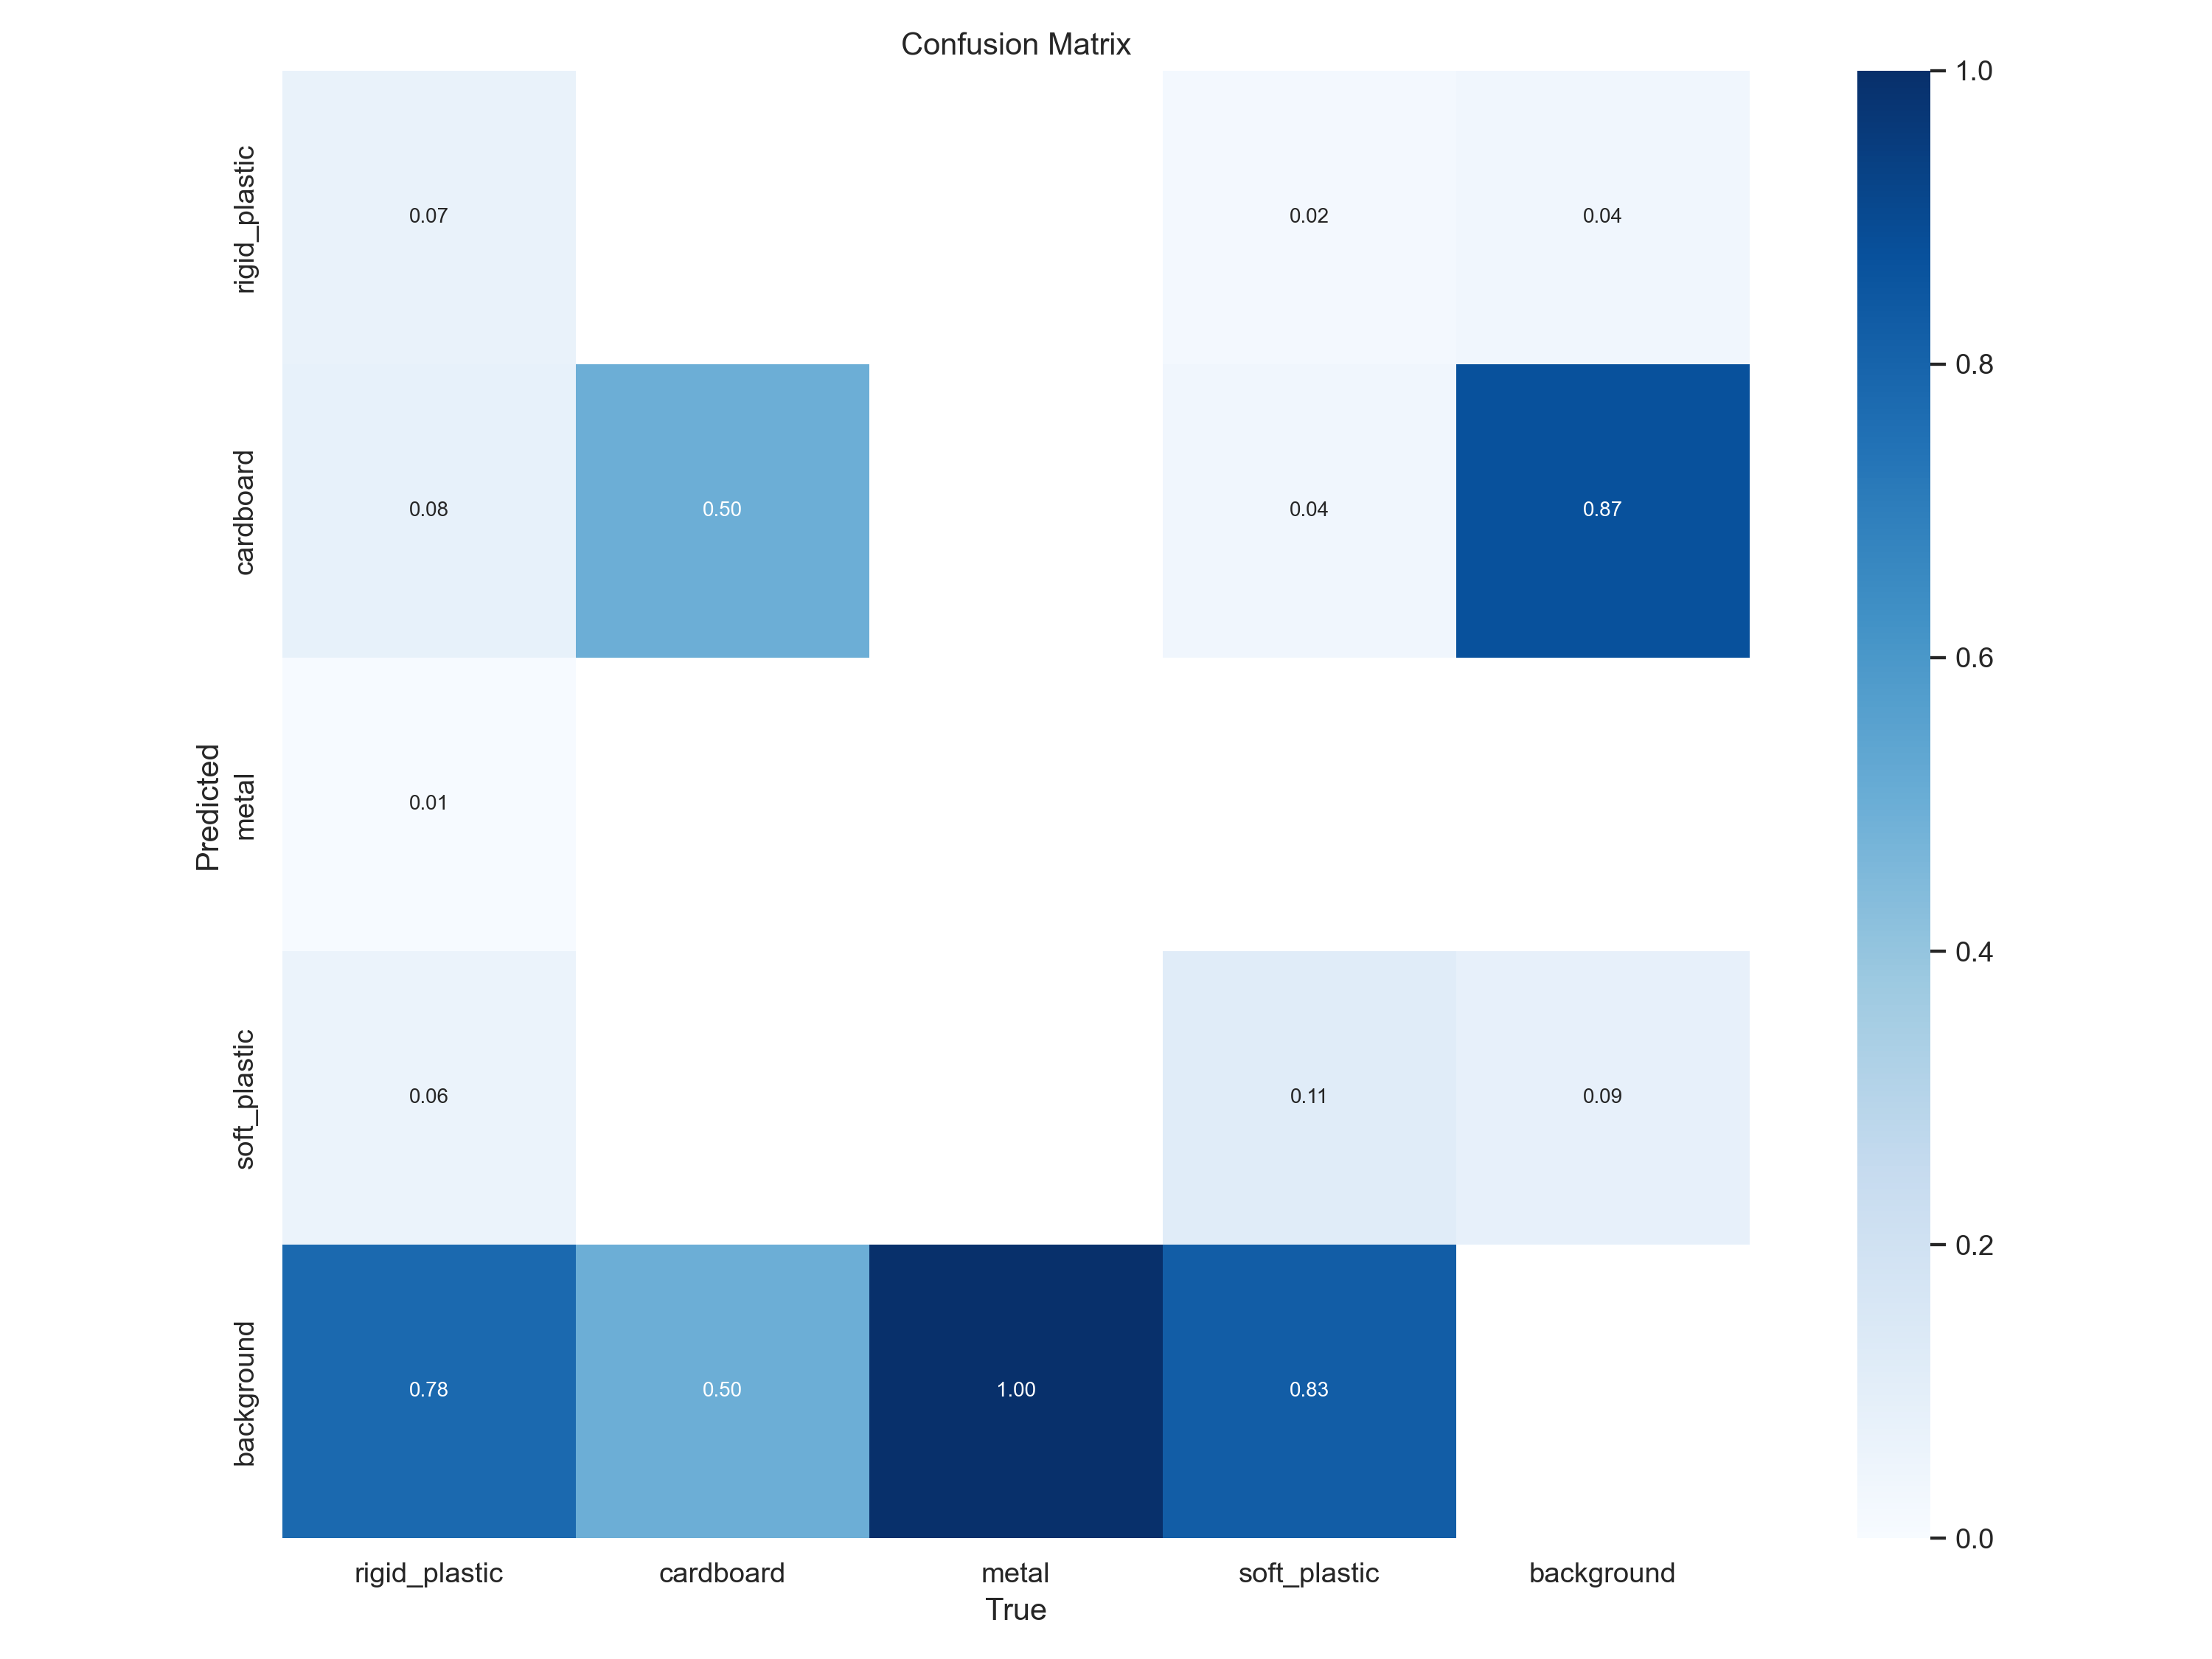 Confusion Matrix
1.0
rigid_plastic
0.07
0.02
0.04
0.8
cardboard
0.08
0.50
0.04
0.87
0.6
Predicted
metal
0.01
0.4
soft_plastic
0.06
0.11
0.09
0.2
background
0.78
0.50
1.00
0.83
0.0
rigid_plastic
cardboard
metal
soft_plastic
background
True